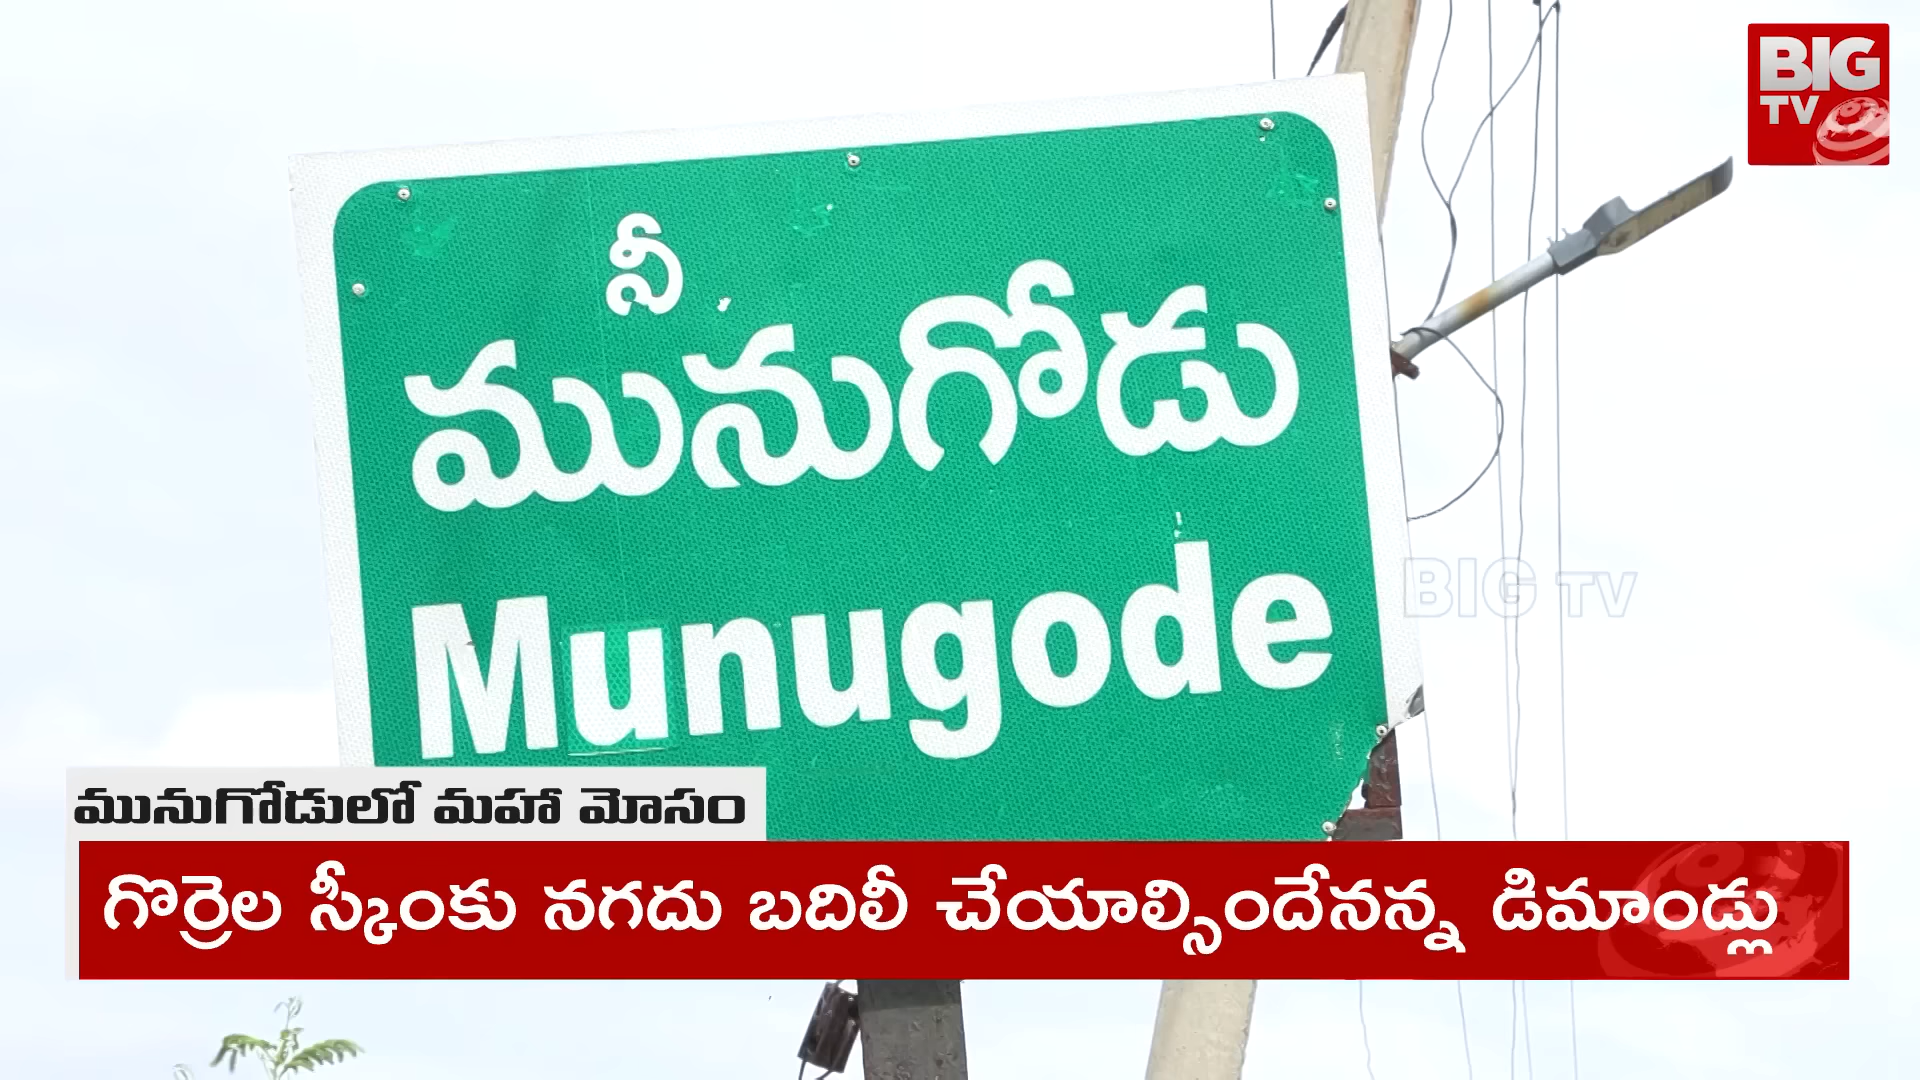 BIG
TV
వీ
మునుగోడు
Munugode
BIG TV
మునుగోడులో మహా మోసం
గొర్రెల స్కీంకు నగదు బదిలీ చేయాల్సిందేనన్న డిమాండ్లు